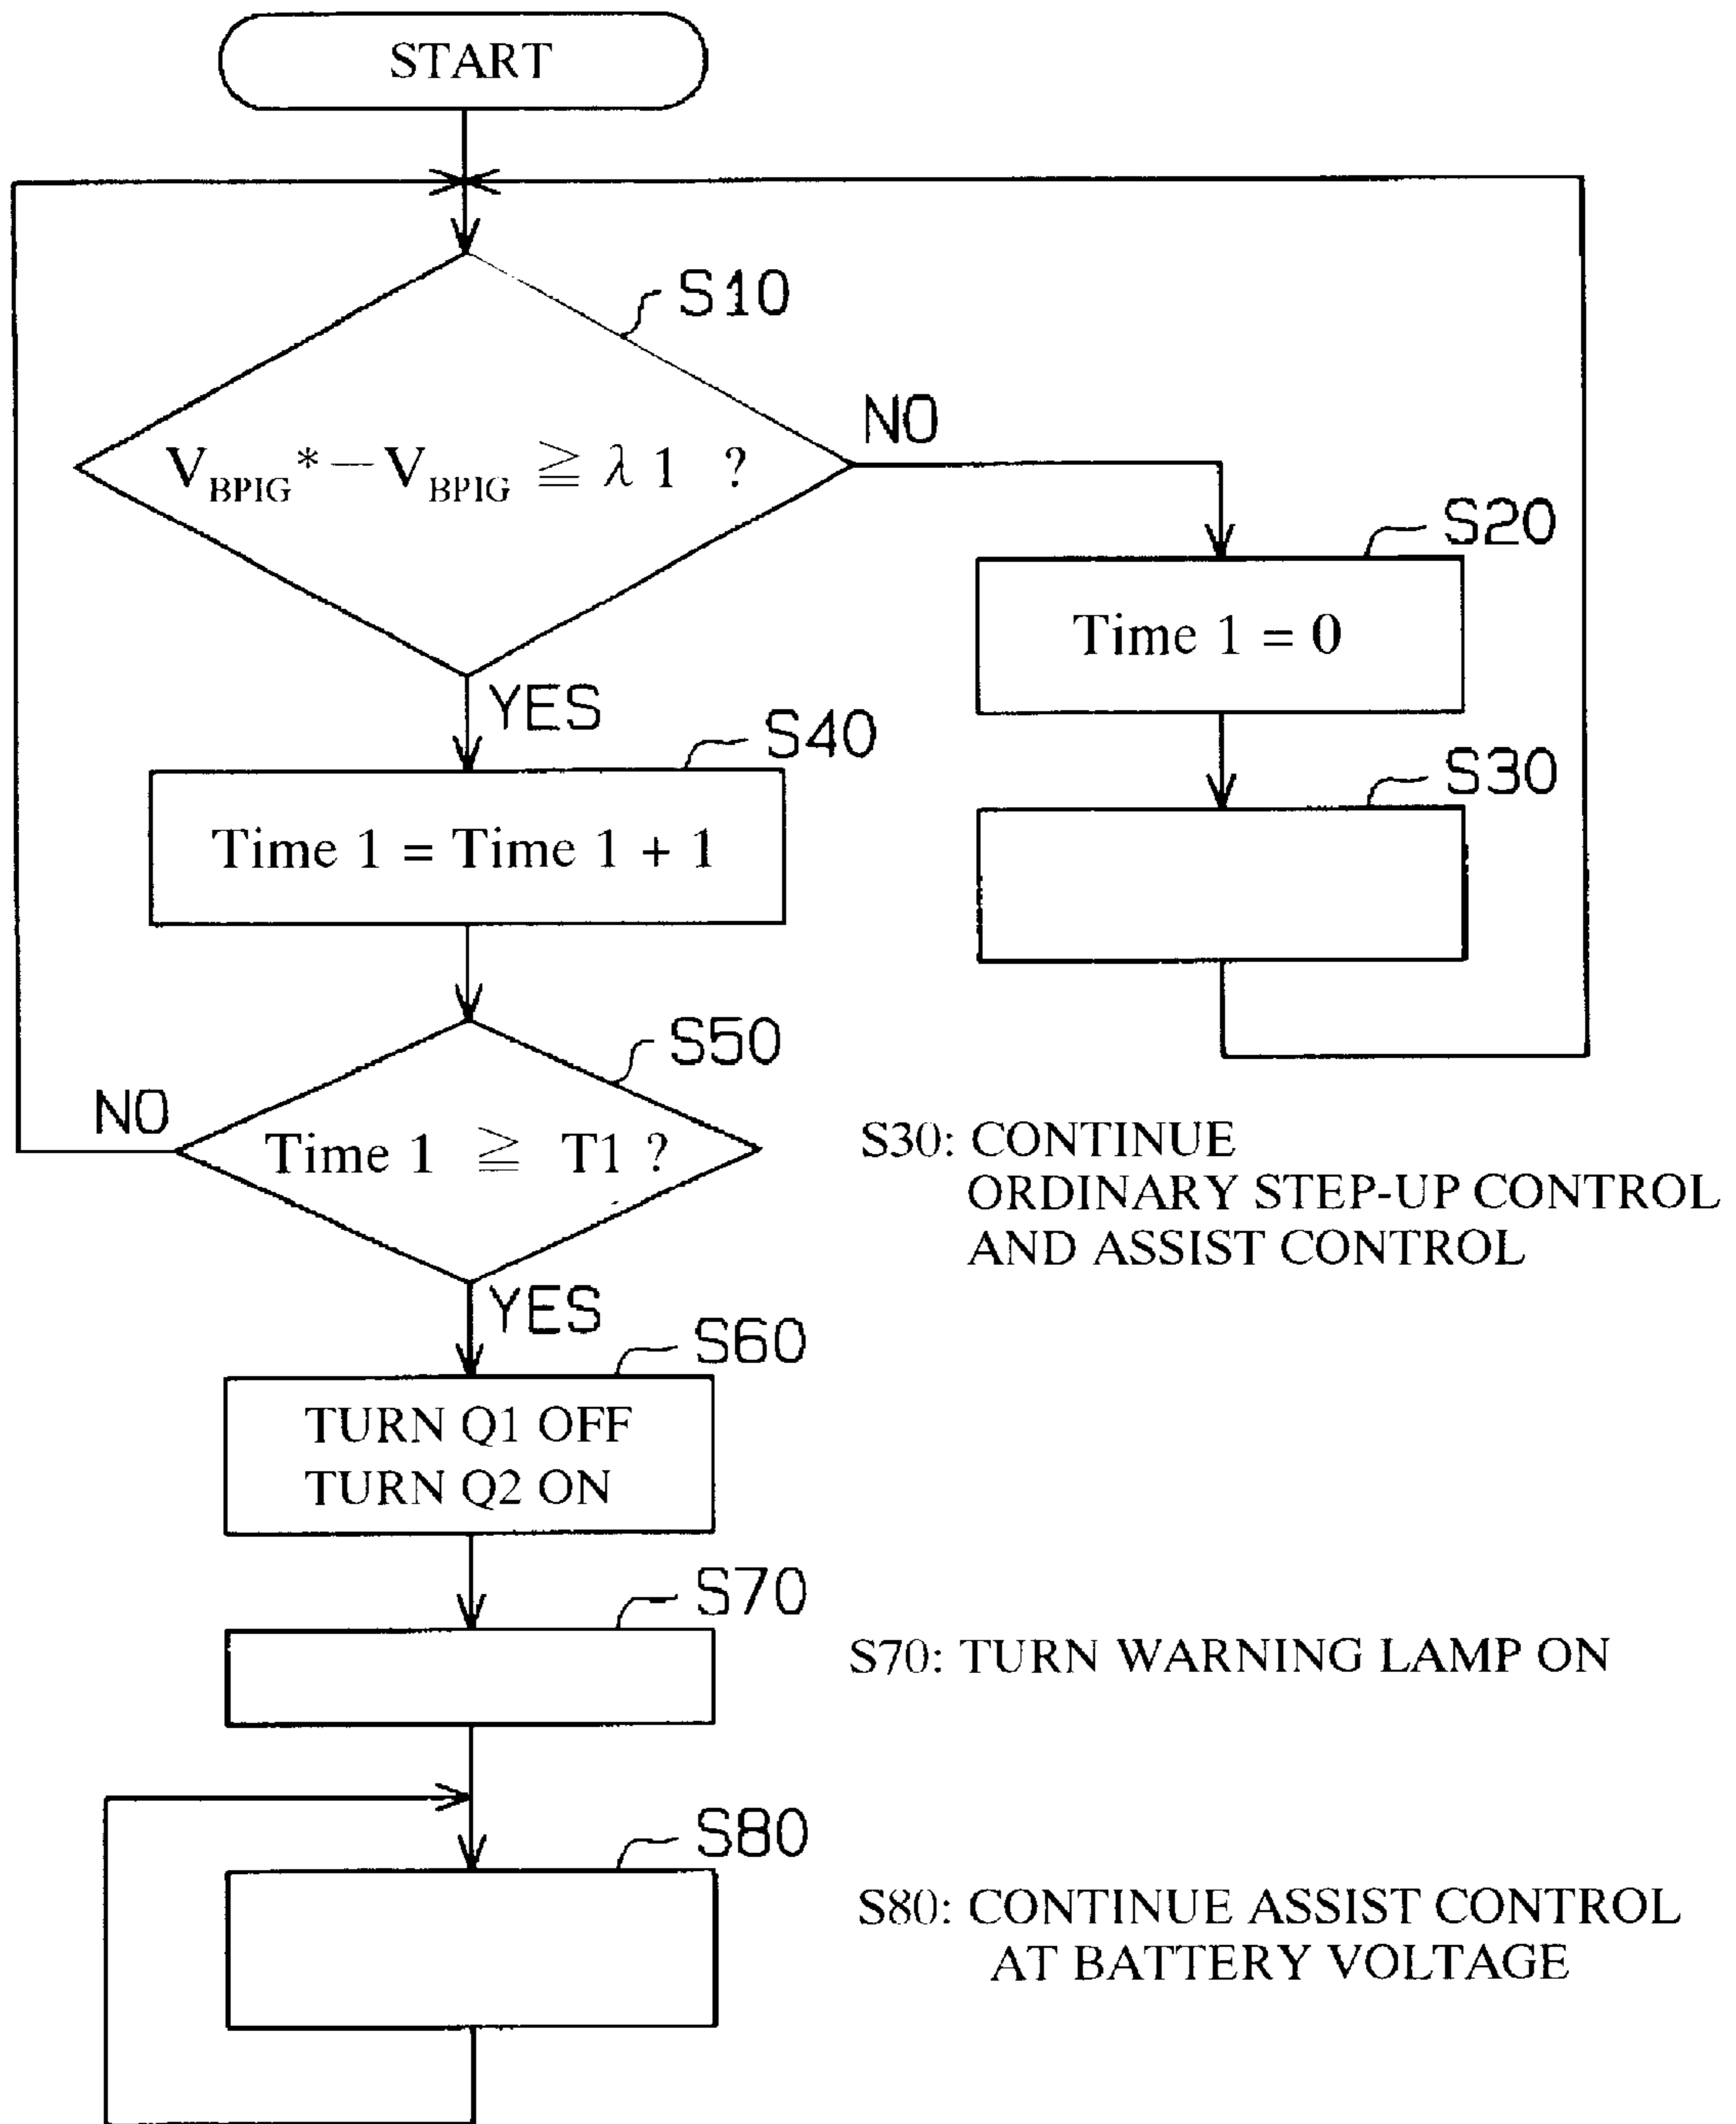 START
S10
V_BPIG* − V_BPIG ≧ λ 1 ?
NO
S20
Time 1 = 0
YES
S40
S30
Time 1 = Time 1 + 1
S50
NO
Time 1 ≧ T1 ?
S30: CONTINUE
ORDINARY STEP-UP CONTROL
AND ASSIST CONTROL
YES
S60
TURN Q1 OFF
TURN Q2 ON
S70
S70: TURN WARNING LAMP ON
S80
S80: CONTINUE ASSIST CONTROL
AT BATTERY VOLTAGE